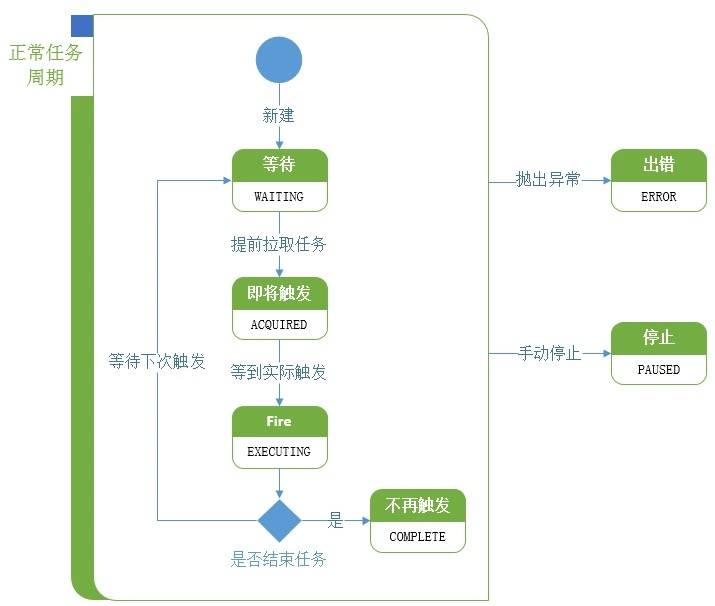 正常任务
周期
新建
等待
WAITING
提前拉取任务
即将触发
ACQUIRED
等待下次触发
等到实际触发
Fire
EXECUTING
是
不再触发
COMPLETE
是否结束任务
抛出异常
出错
ERROR
手动停止
停止
PAUSED